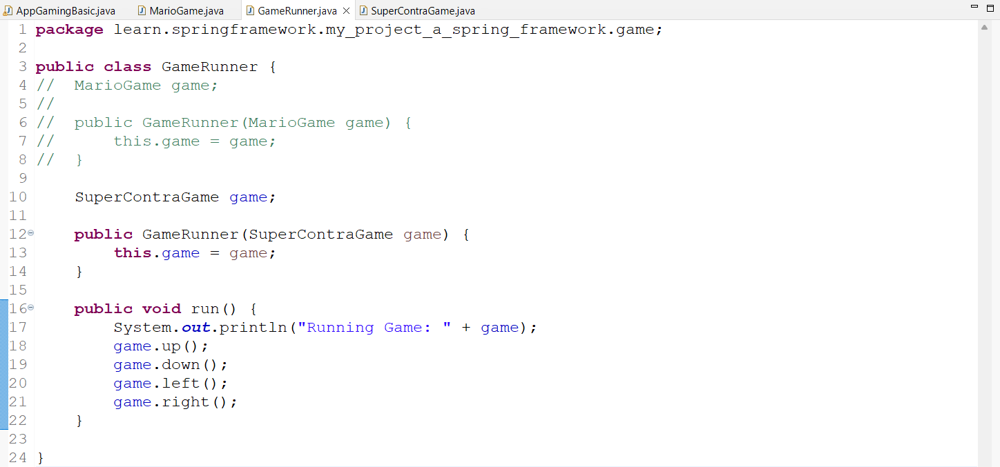 AppGamingBasic.java MarioGame.java GameRunner.java SuperContraGame.java
1 package learn.springframework.my_project_a_spring_framework.game;
2
3 public class GameRunner {
4 //  MarioGame game;
5 //
6 //  public GameRunner(MarioGame game) {
7 //      this.game = game;
8 //  }
9
10     SuperContraGame game;
11
12     public GameRunner(SuperContraGame game) {
13         this.game = game;
14     }
15
16     public void run() {
17         System.out.println("Running Game: " + game);
18         game.up();
19         game.down();
20         game.left();
21         game.right();
22     }
23
24 }